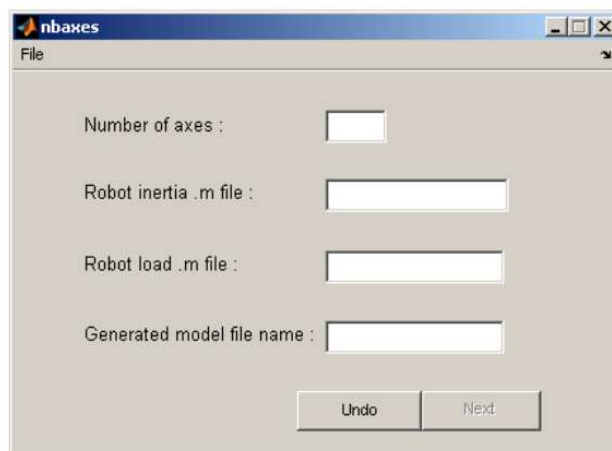 nbaxes
File
Number of axes :
Robot inertia .m file :
Robot load .m file :
Generated model file name :
Undo Next